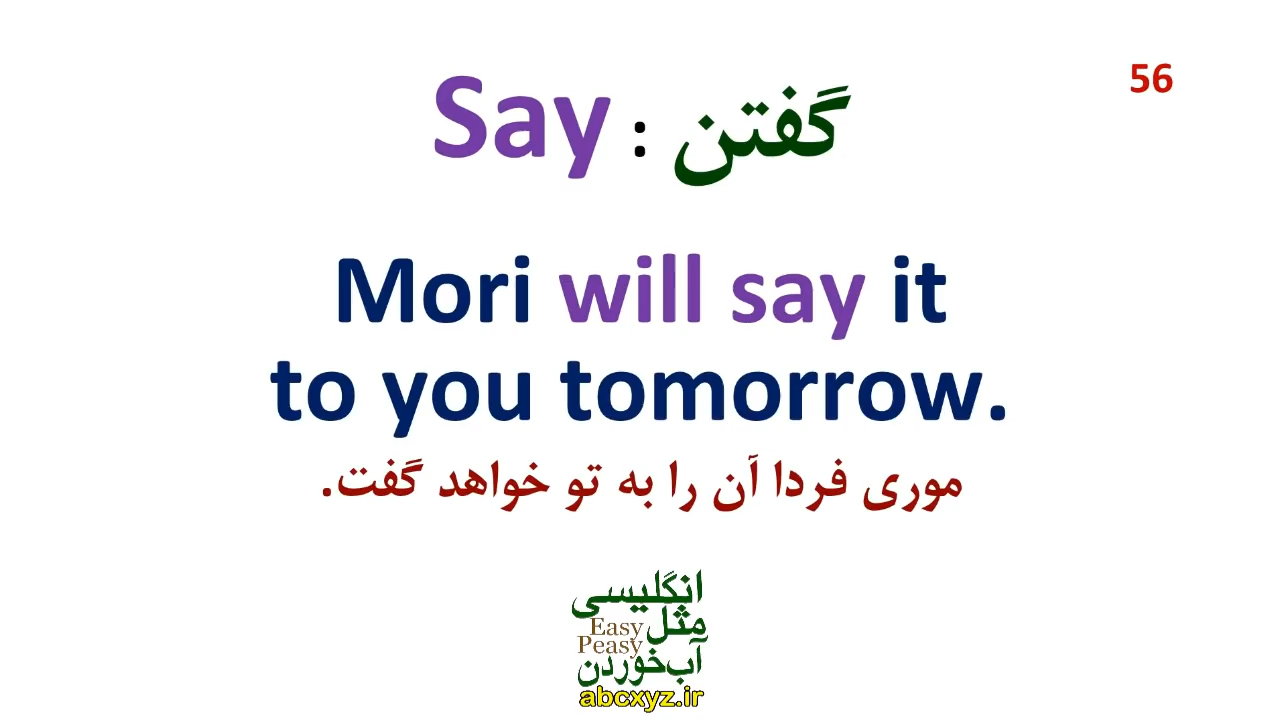 56
Say : گفتن
Mori will say it
to you tomorrow.
موری فردا آن را به تو خواهد گفت.
انگلیسی
مثل
Easy
Peasy
آب‌خوردن
abcxyz.ir